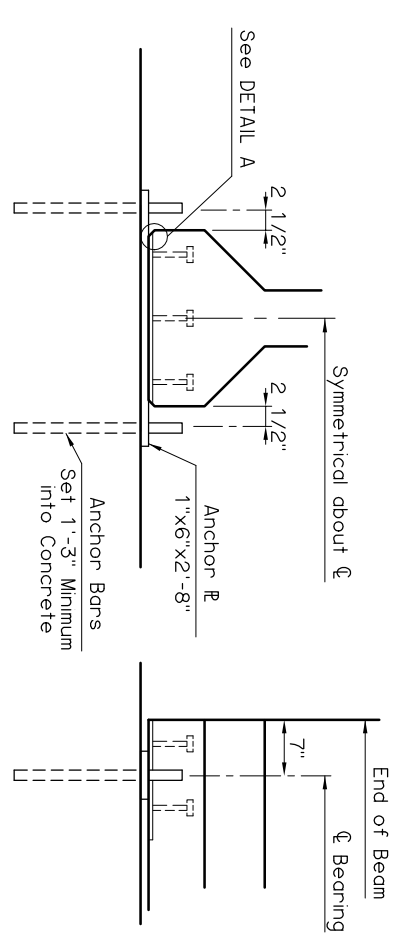 See DETAIL A
2 1/2"
2 1/2"
Symmetrical about ℄
Anchor ⅊
1"x6"x2'-8"
Anchor Bars
Set 1'-3" Minimum
into Concrete
7"
End of Beam
℄ Bearing